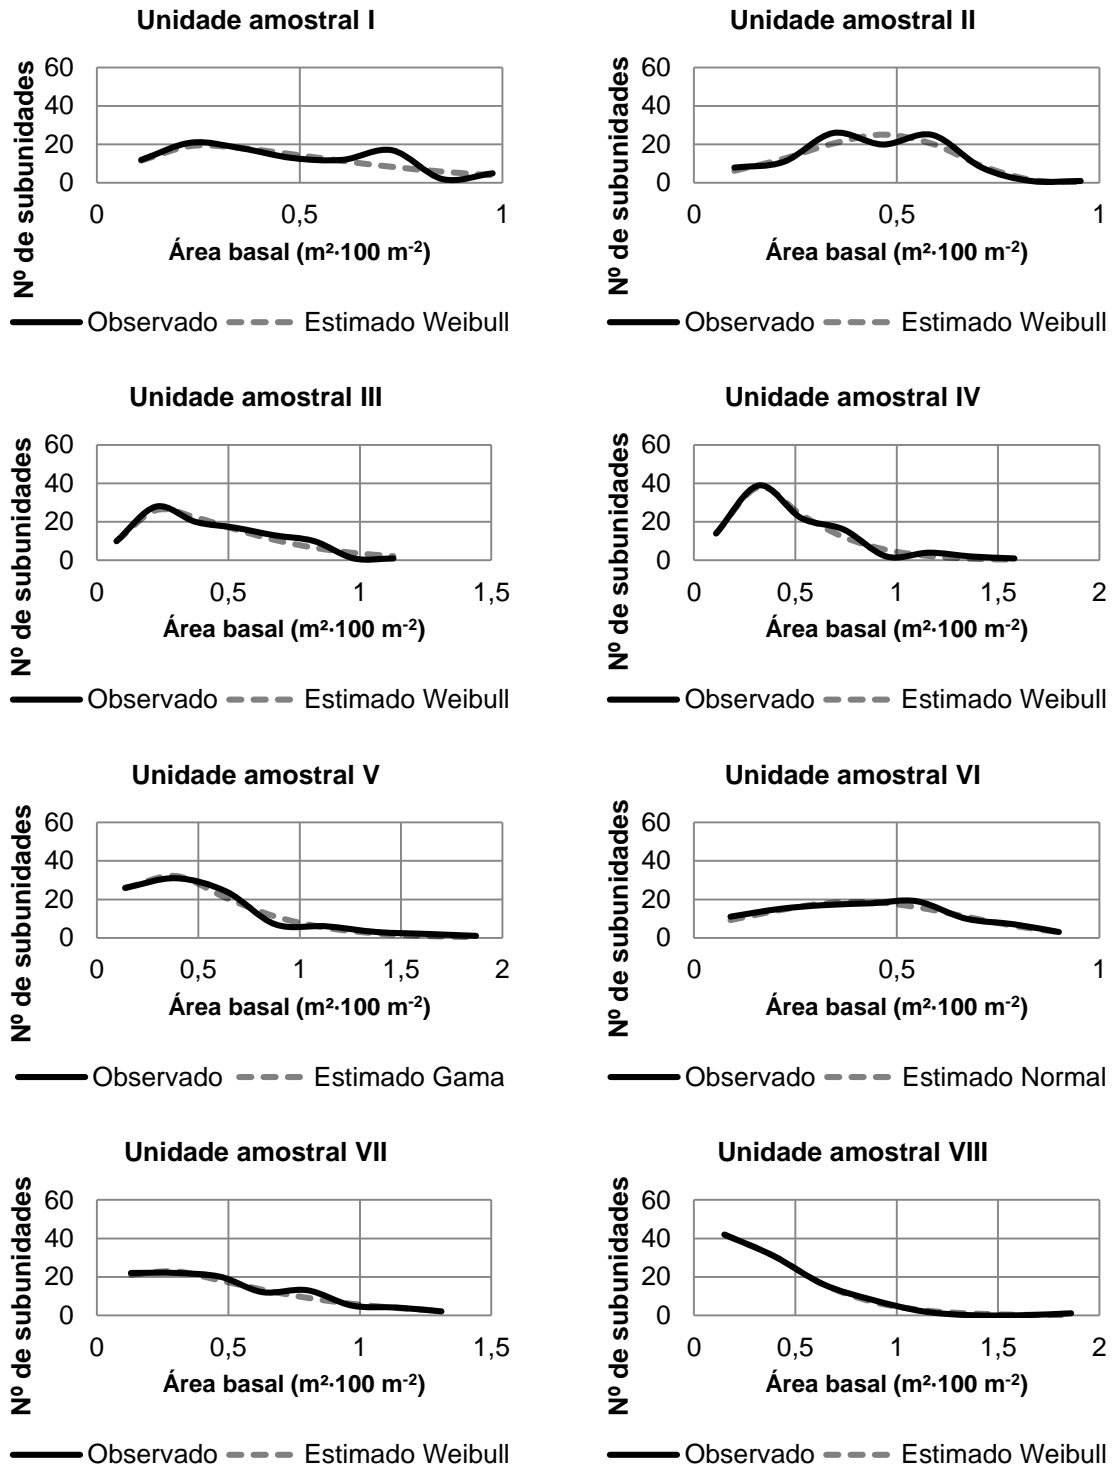 Unidade amostral I
Nº de subunidades
60
40
20
0
0
0,5
1
Área basal (m²·100 m⁻²)
Observado
Estimado Weibull
Unidade amostral II
Nº de subunidades
60
40
20
0
0
0,5
1
Área basal (m²·100 m⁻²)
Observado
Estimado Weibull
Unidade amostral III
Nº de subunidades
60
40
20
0
0
0,5
1
1,5
Área basal (m²·100 m⁻²)
Observado
Estimado Weibull
Unidade amostral IV
Nº de subunidades
60
40
20
0
0
0,5
1
1,5
2
Área basal (m²·100 m⁻²)
Observado
Estimado Weibull
Unidade amostral V
Nº de subunidades
60
40
20
0
0
0,5
1
1,5
2
Área basal (m²·100 m⁻²)
Observado
Estimado Gama
Unidade amostral VI
Nº de subunidades
60
40
20
0
0
0,5
1
Área basal (m²·100 m⁻²)
Observado
Estimado Normal
Unidade amostral VII
Nº de subunidades
60
40
20
0
0
0,5
1
1,5
Área basal (m²·100 m⁻²)
Observado
Estimado Weibull
Unidade amostral VIII
Nº de subunidades
60
40
20
0
0
0,5
1
1,5
2
Área basal (m²·100 m⁻²)
Observado
Estimado Weibull